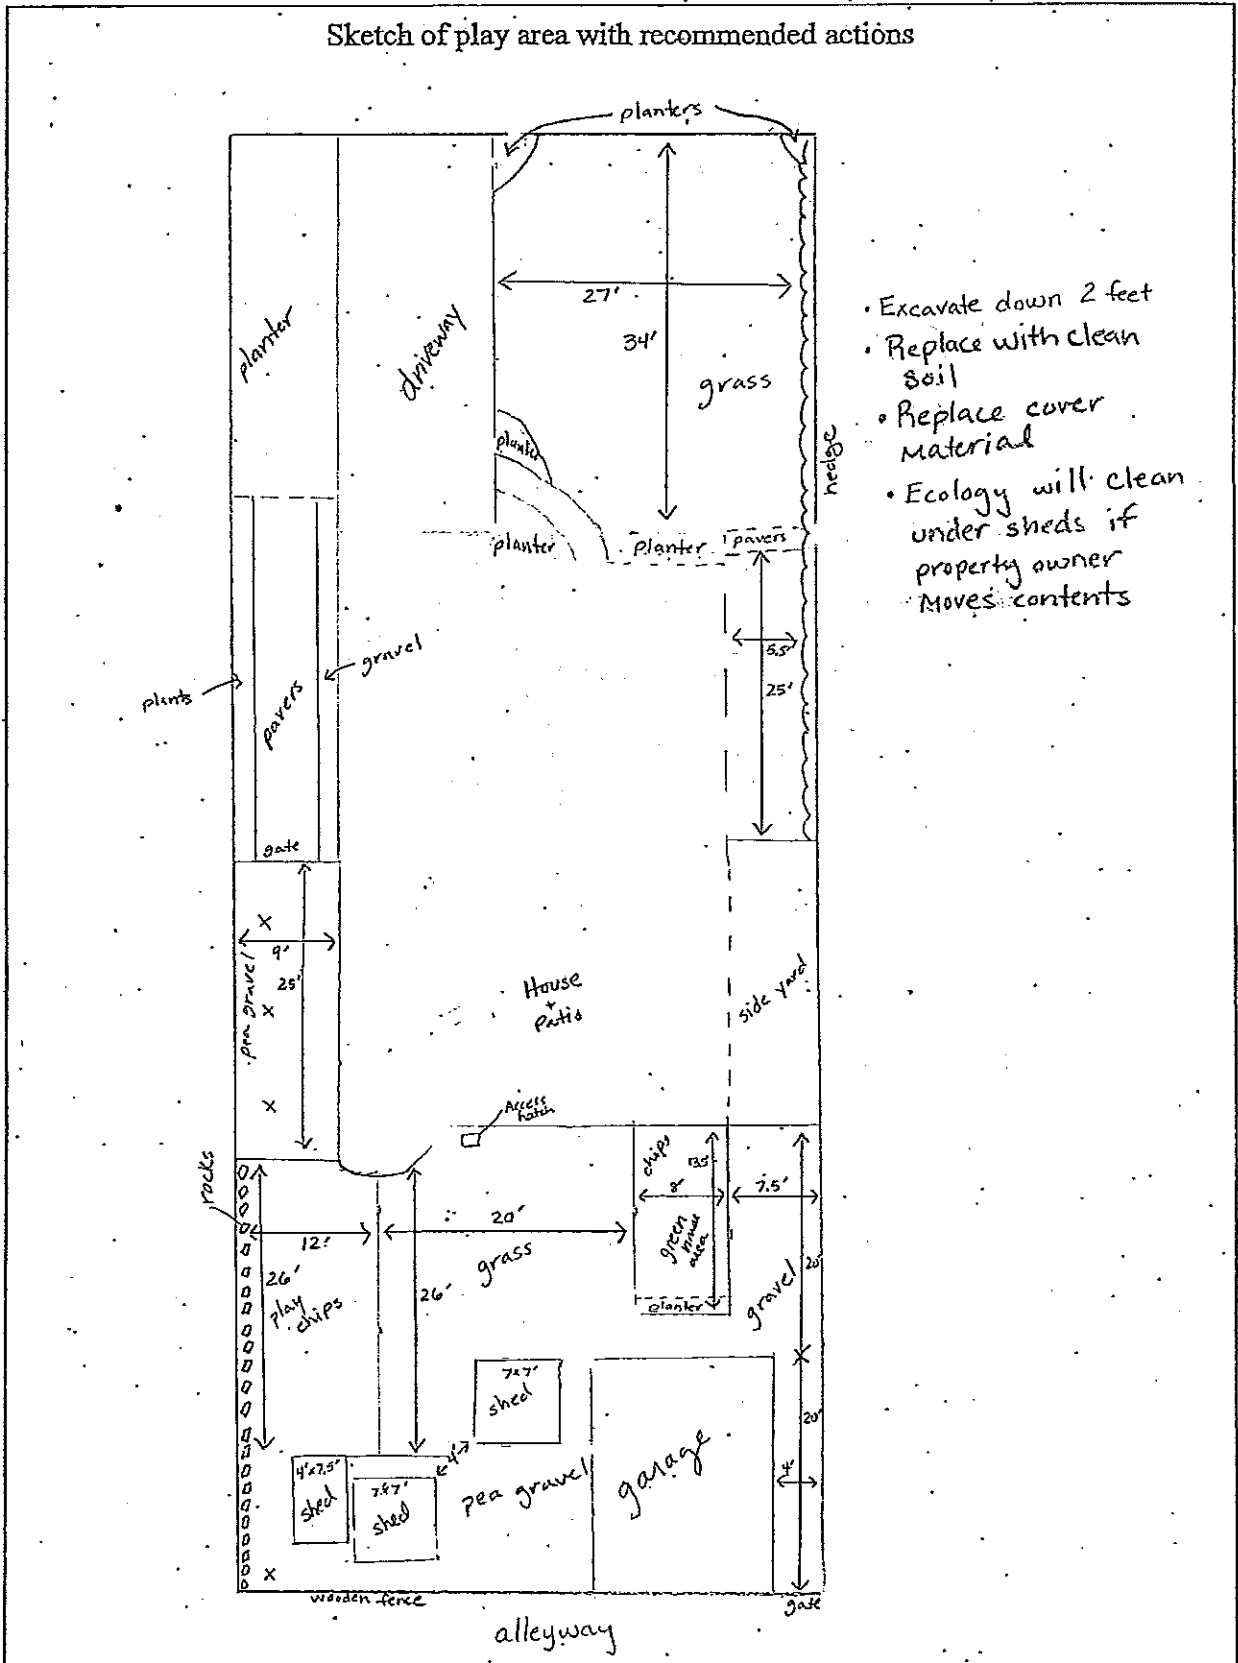 Sketch of play area with recommended actions
planters
planter
driveway
27'
34'
grass
hedge
• Excavate down 2 feet
• Replace with clean
soil
• Replace cover
Material
• Ecology will clean
under sheds if
property owner
Moves contents
planter
planter
planter
pavers
5.5'
25'
plants
pavers
gravel
gate
9'
25'
pea gravel
X
X
X
House
+
Patio
side yard
Access
hatch
rocks
12'
26'
play
chips
20'
grass
26'
chips
13.5'
8'
green
house
area
planter
7.5'
20'
gravel
X
20'
4'
7x7'
shed
4'
4'x7.5'
shed
7x7'
shed
pea gravel
garage
X
wooden fence
gate
alleyway